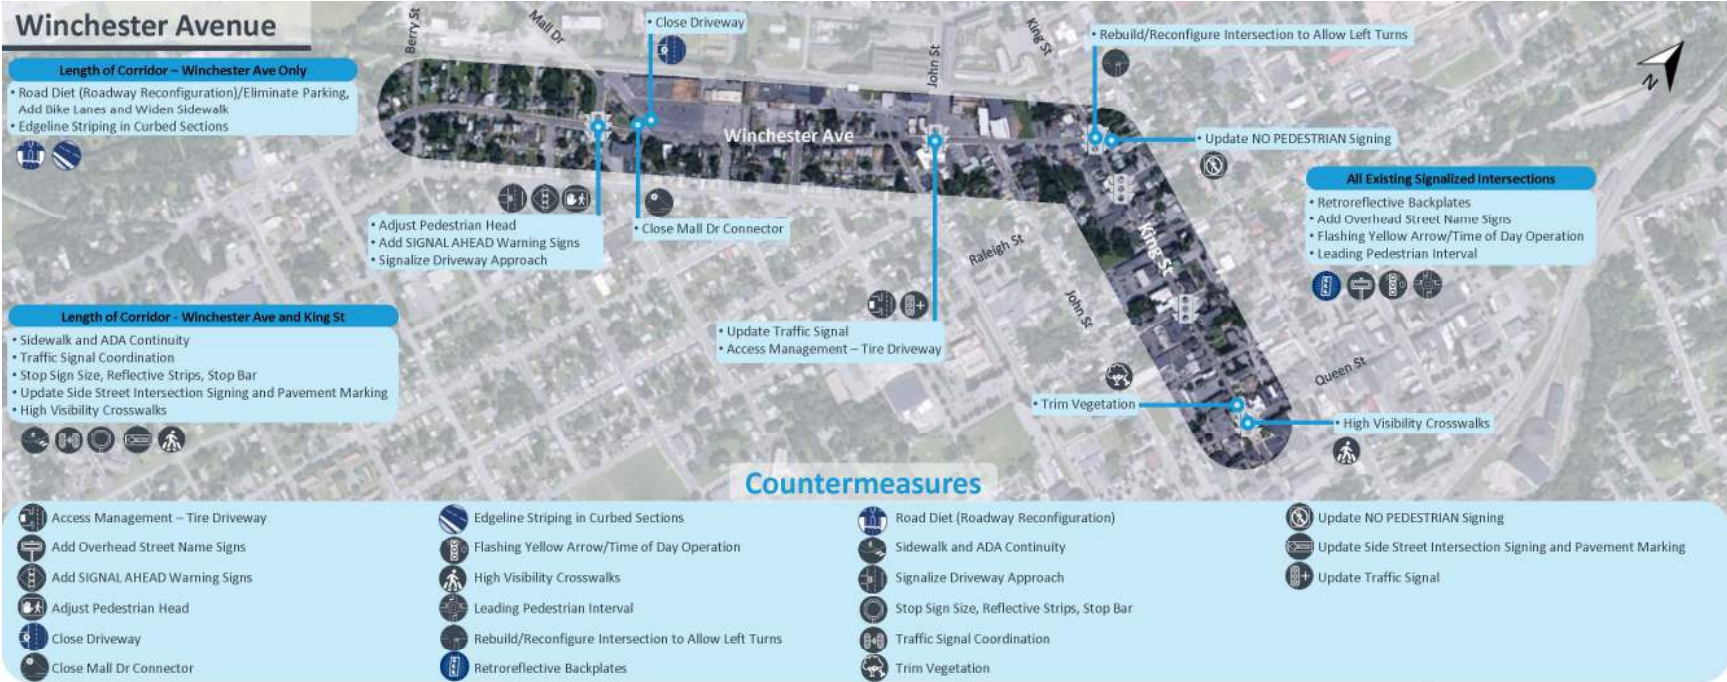 Winchester Avenue
Length of Corridor – Winchester Ave Only
• Road Diet (Roadway Reconfiguration)/Eliminate Parking,
Add Bike Lanes and Widen Sidewalk
• Edgeline Striping in Curbed Sections
Berry St
Mall Dr
• Close Driveway
John St
King St
• Rebuild/Reconfigure Intersection to Allow Left Turns
N
Winchester Ave
• Update NO PEDESTRIAN Signing
All Existing Signalized Intersections
• Retroreflective Backplates
• Add Overhead Street Name Signs
• Flashing Yellow Arrow/Time of Day Operation
• Leading Pedestrian Interval
• Adjust Pedestrian Head
• Add SIGNAL AHEAD Warning Signs
• Signalize Driveway Approach
• Close Mall Dr Connector
Raleigh St
King St
John St
Length of Corridor - Winchester Ave and King St
• Sidewalk and ADA Continuity
• Traffic Signal Coordination
• Stop Sign Size, Reflective Strips, Stop Bar
• Update Side Street Intersection Signing and Pavement Marking
• High Visibility Crosswalks
• Update Traffic Signal
• Access Management – Tire Driveway
Queen St
• Trim Vegetation
• High Visibility Crosswalks
Countermeasures
Access Management – Tire Driveway
Add Overhead Street Name Signs
Add SIGNAL AHEAD Warning Signs
Adjust Pedestrian Head
Close Driveway
Close Mall Dr Connector
Edgeline Striping in Curbed Sections
Flashing Yellow Arrow/Time of Day Operation
High Visibility Crosswalks
Leading Pedestrian Interval
Rebuild/Reconfigure Intersection to Allow Left Turns
Retroreflective Backplates
Road Diet (Roadway Reconfiguration)
Sidewalk and ADA Continuity
Signalize Driveway Approach
Stop Sign Size, Reflective Strips, Stop Bar
Traffic Signal Coordination
Trim Vegetation
Update NO PEDESTRIAN Signing
Update Side Street Intersection Signing and Pavement Marking
Update Traffic Signal